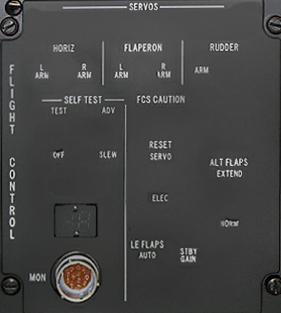 SERVOS
HORIZ FLAPERON RUDDER
L ARM R ARM L ARM R ARM ARM
FLIGHT CONTROL
SELF TEST FCS CAUTION
TEST ADV
OFF SLEW
RESET
SERVO
ALT FLAPS
EXTEND
ELEC
NORM
LE FLAPS
AUTO
STBY
GAIN
MON